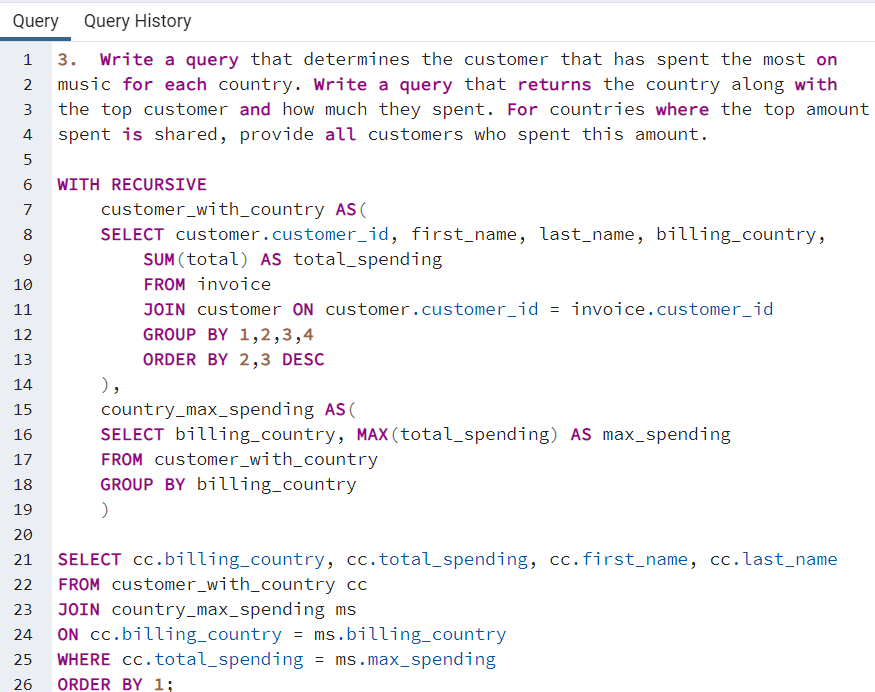 Query Query History
1 3.  Write a query that determines the customer that has spent the most on
2 music for each country. Write a query that returns the country along with
3 the top customer and how much they spent. For countries where the top amount
4 spent is shared, provide all customers who spent this amount.
5
6 WITH RECURSIVE
7     customer_with_country AS(
8     SELECT customer.customer_id, first_name, last_name, billing_country,
9         SUM(total) AS total_spending
10         FROM invoice
11         JOIN customer ON customer.customer_id = invoice.customer_id
12         GROUP BY 1,2,3,4
13         ORDER BY 2,3 DESC
14     ),
15     country_max_spending AS(
16     SELECT billing_country, MAX(total_spending) AS max_spending
17     FROM customer_with_country
18     GROUP BY billing_country
19     )
20
21 SELECT cc.billing_country, cc.total_spending, cc.first_name, cc.last_name
22 FROM customer_with_country cc
23 JOIN country_max_spending ms
24 ON cc.billing_country = ms.billing_country
25 WHERE cc.total_spending = ms.max_spending
26 ORDER BY 1;